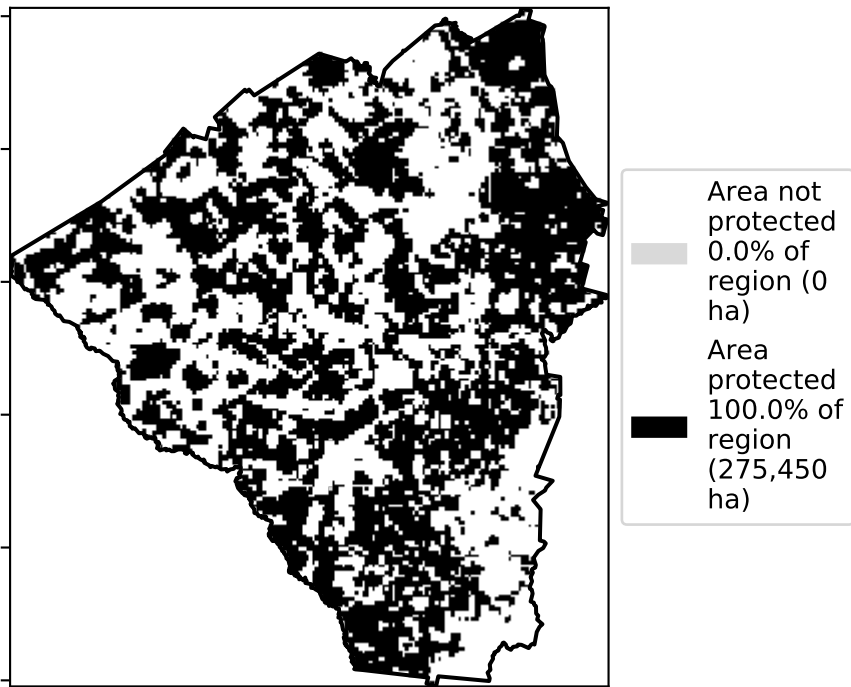 Area not
protected
0.0% of
region (0
ha)
Area
protected
100.0% of
region
(275,450
ha)